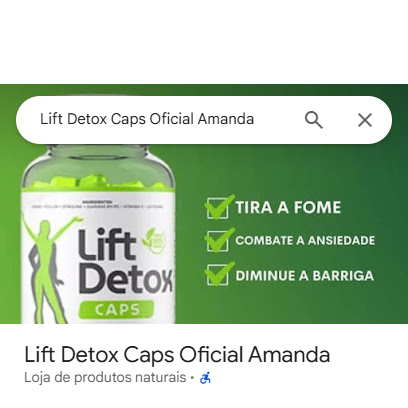 Lift Detox Caps Oficial Amanda
TIRA A FOME
COMBATE A ANSIEDADE
DIMINUE A BARRIGA
INGREDIENTES:
Lift
Detox
CAPS
Lift Detox Caps Oficial Amanda
Loja de produtos naturais •